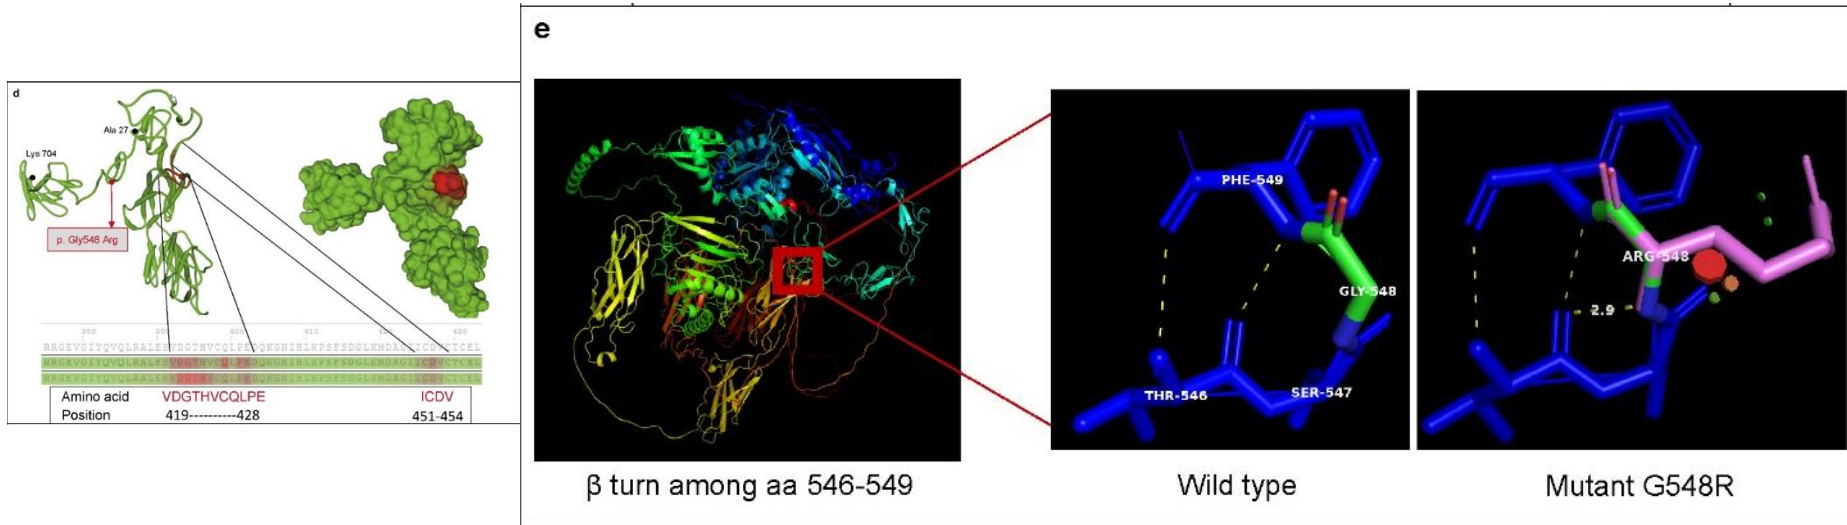 d
Ala 27
Lys 704
p. Gly548 Arg
Amino acid VDGTHVCQLPE ICDV
Position 419----------428 451-454
e
PHE-549
GLY-548
THR-546
SER-547
ARG-548
2.9
β turn among aa 546-549
Wild type
Mutant G548R